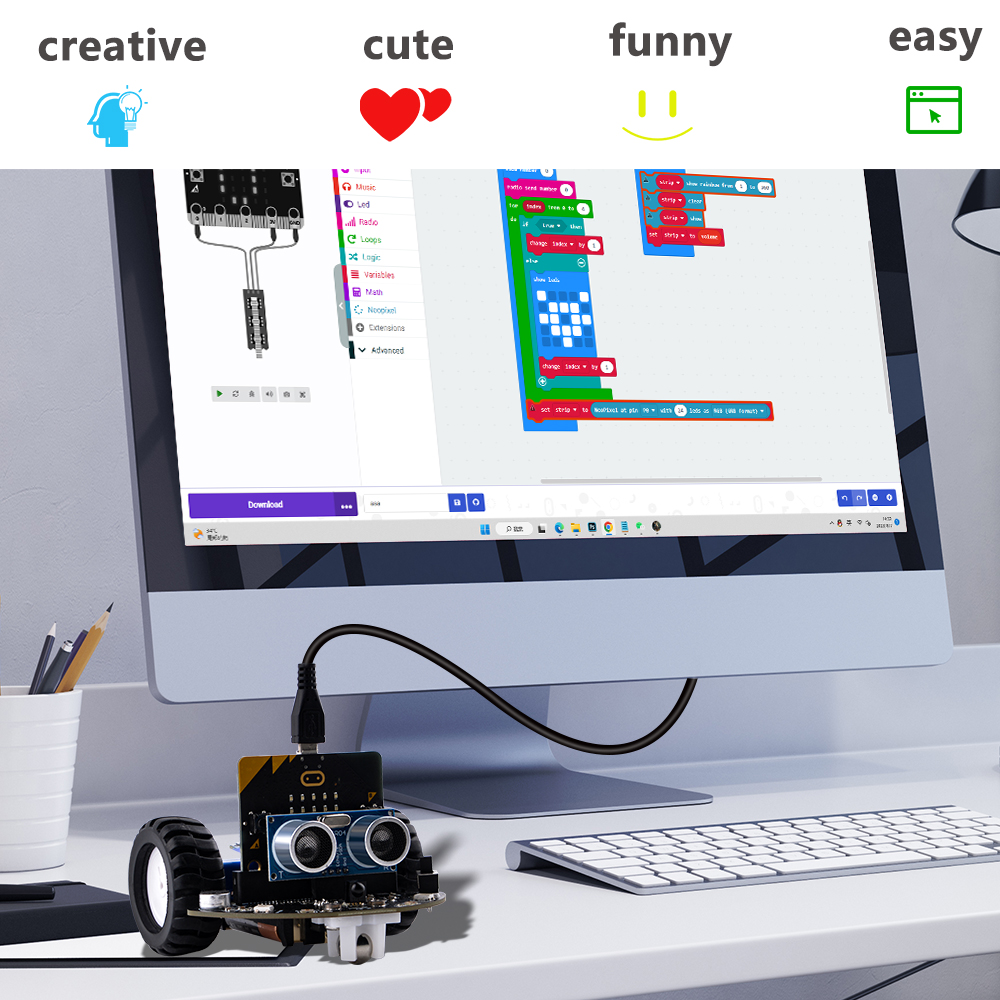 creative
cute
funny
easy
Music
Led
Radio
Loops
Logic
Variables
Math
Neopixel
Extensions
Advanced
radio send number 0
for index from 0 to 4
do if true then
change index by 1
else
show leds
change index by 1
set strip to NeoPixel at pin P0 with 24 leds as RGB (GRB format)
strip show rainbow from 1 to 360
strip clear
strip show
set strip to volume
Download